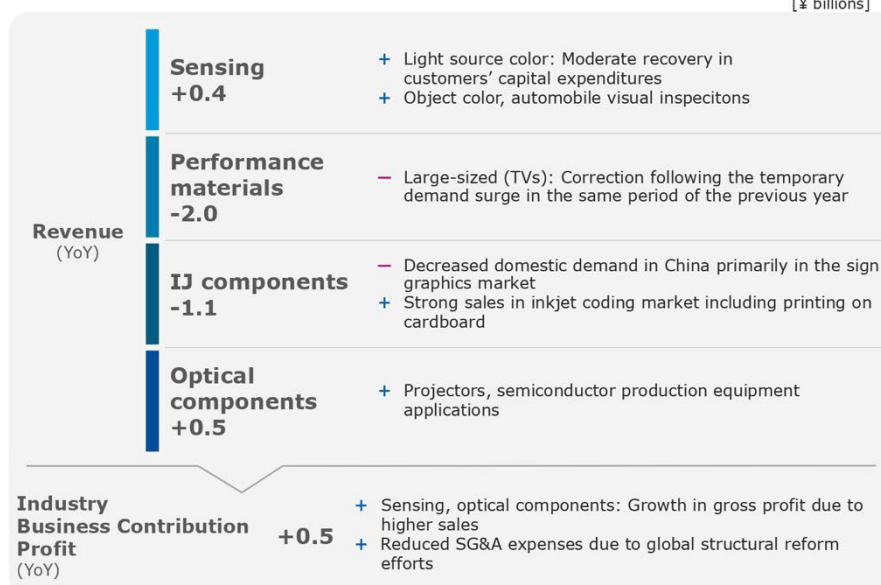 [¥ billions]
Sensing
+0.4
+ Light source color: Moderate recovery in
customers’ capital expenditures
+ Object color, automobile visual inspecitons
Performance
materials
-2.0
− Large-sized (TVs): Correction following the temporary
demand surge in the same period of the previous year
Revenue
(YoY)
IJ components
-1.1
− Decreased domestic demand in China primarily in the sign
graphics market
+ Strong sales in inkjet coding market including printing on
cardboard
Optical
components
+0.5
+ Projectors, semiconductor production equipment
applications
Industry
Business Contribution
Profit
(YoY)
+0.5
+ Sensing, optical components: Growth in gross profit due to
higher sales
+ Reduced SG&A expenses due to global structural reform
efforts